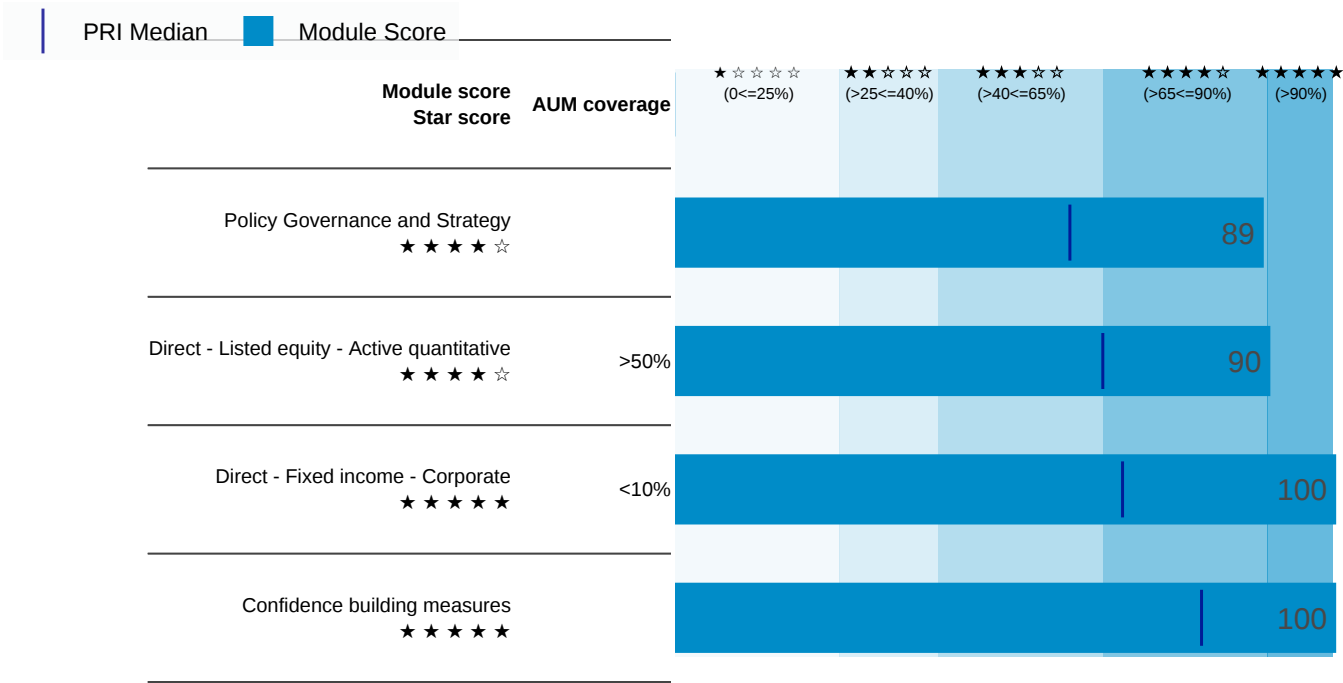 PRI Median Module Score
★ ☆ ☆ ☆ ☆ ★ ★ ☆ ☆ ☆ ★ ★ ★ ☆ ☆ ★ ★ ★ ★ ☆ ★ ★ ★ ★ ★
(0<=25%) (>25<=40%) (>40<=65%) (>65<=90%) (>90%)
Module score
Star score
AUM coverage
Policy Governance and Strategy
★ ★ ★ ★ ☆
89
Direct - Listed equity - Active quantitative
★ ★ ★ ★ ☆
>50%
90
Direct - Fixed income - Corporate
★ ★ ★ ★ ★
<10%
100
Confidence building measures
★ ★ ★ ★ ★
100